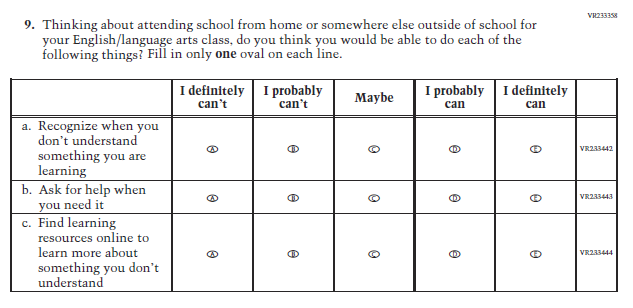 VR233358
9. Thinking about attending school from home or somewhere else outside of school for
your English/language arts class, do you think you would be able to do each of the
following things? Fill in only one oval on each line.
I definitely can't I probably can't Maybe I probably can I definitely can
a. Recognize when you
don't understand
something you are
learning
A B C D E VR233442
b. Ask for help when
you need it
A B C D E VR233443
c. Find learning
resources online to
learn more about
something you don't
understand
A B C D E VR233444